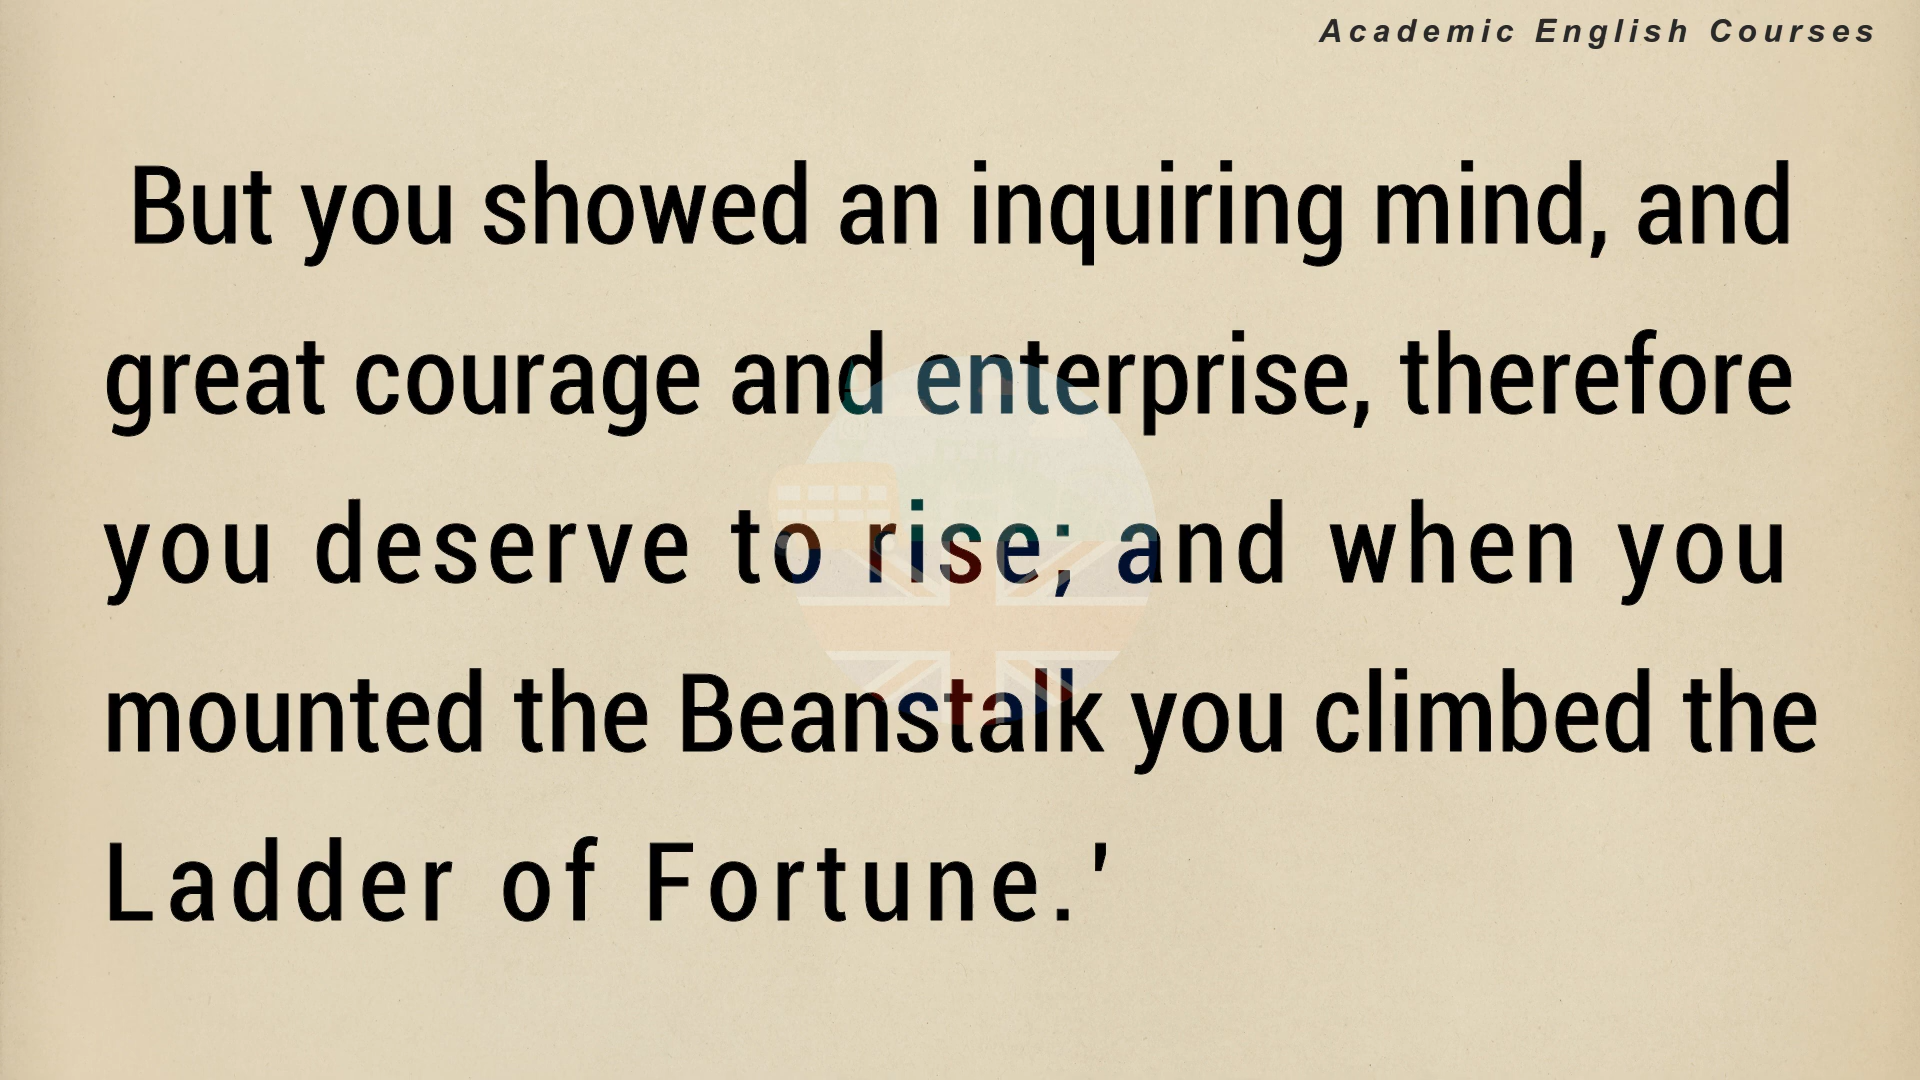 Academic English Courses
But you showed an inquiring mind, and
great courage and enterprise, therefore
you deserve to rise; and when you
mounted the Beanstalk you climbed the
Ladder of Fortune.'